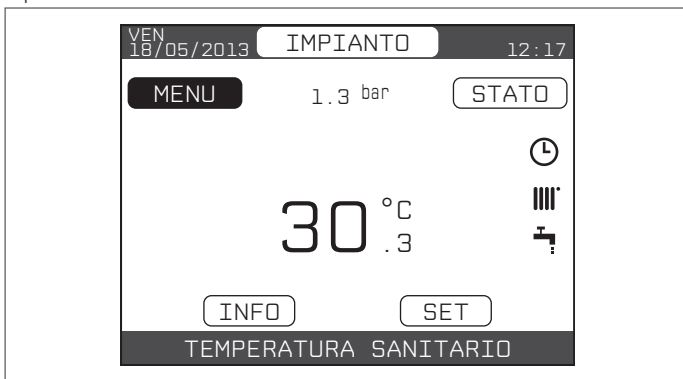 VEN
18/05/2013 IMPIANTO 12:17
MENU 1.3 bar STATO
30.3 °C
INFO SET
TEMPERATURA SANITARIO